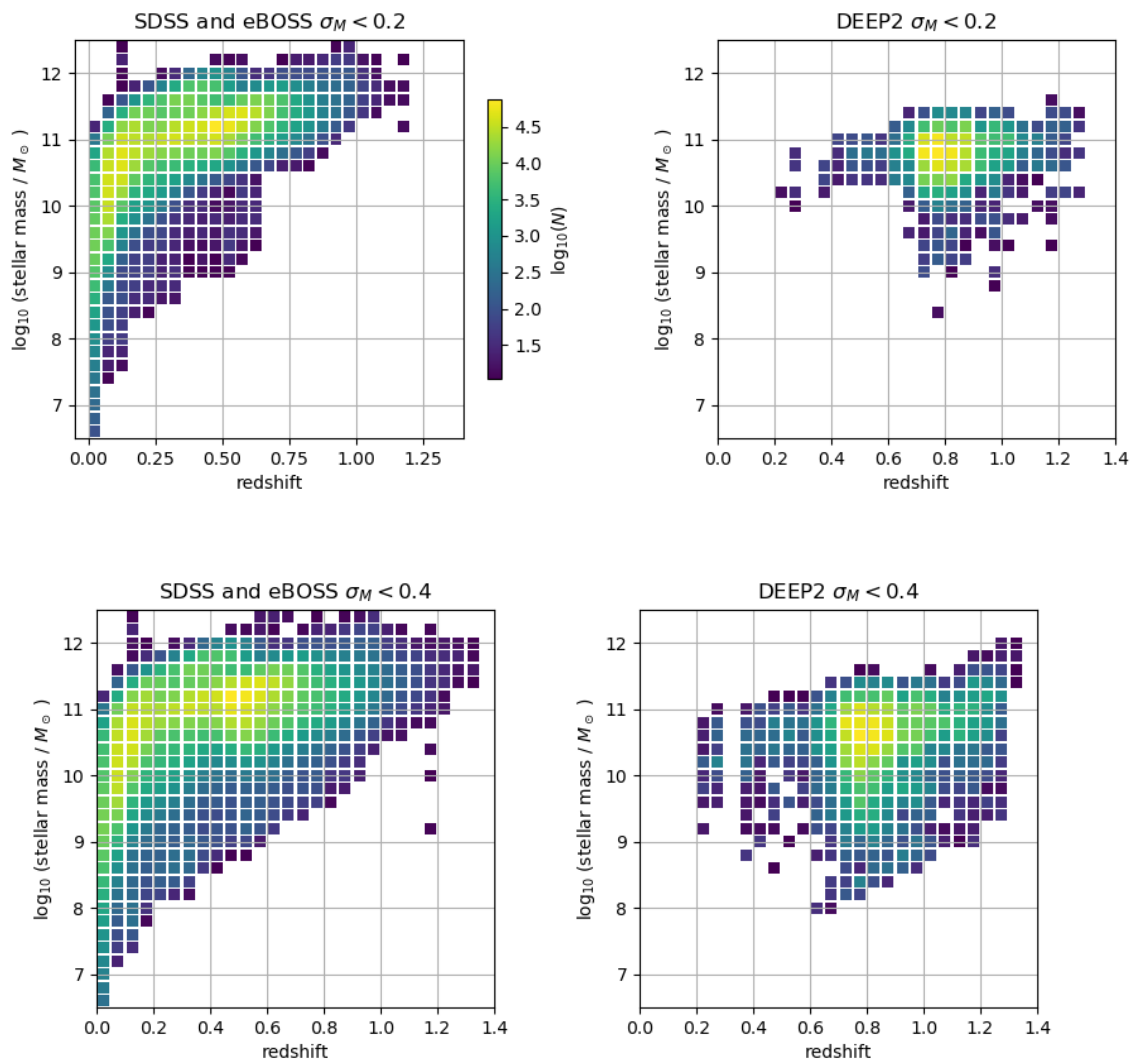 SDSS and eBOSS σ_M < 0.2
log₁₀ (stellar mass / M_⊙ )
12
11
10
9
8
7
0.00 0.25 0.50 0.75 1.00 1.25
redshift
4.5
4.0
3.5
3.0
2.5
2.0
1.5
log₁₀(N)
DEEP2 σ_M < 0.2
log₁₀ (stellar mass / M_⊙ )
12
11
10
9
8
7
0.0 0.2 0.4 0.6 0.8 1.0 1.2 1.4
redshift
SDSS and eBOSS σ_M < 0.4
log₁₀ (stellar mass / M_⊙ )
12
11
10
9
8
7
0.0 0.2 0.4 0.6 0.8 1.0 1.2 1.4
redshift
DEEP2 σ_M < 0.4
log₁₀ (stellar mass / M_⊙ )
12
11
10
9
8
7
0.0 0.2 0.4 0.6 0.8 1.0 1.2 1.4
redshift